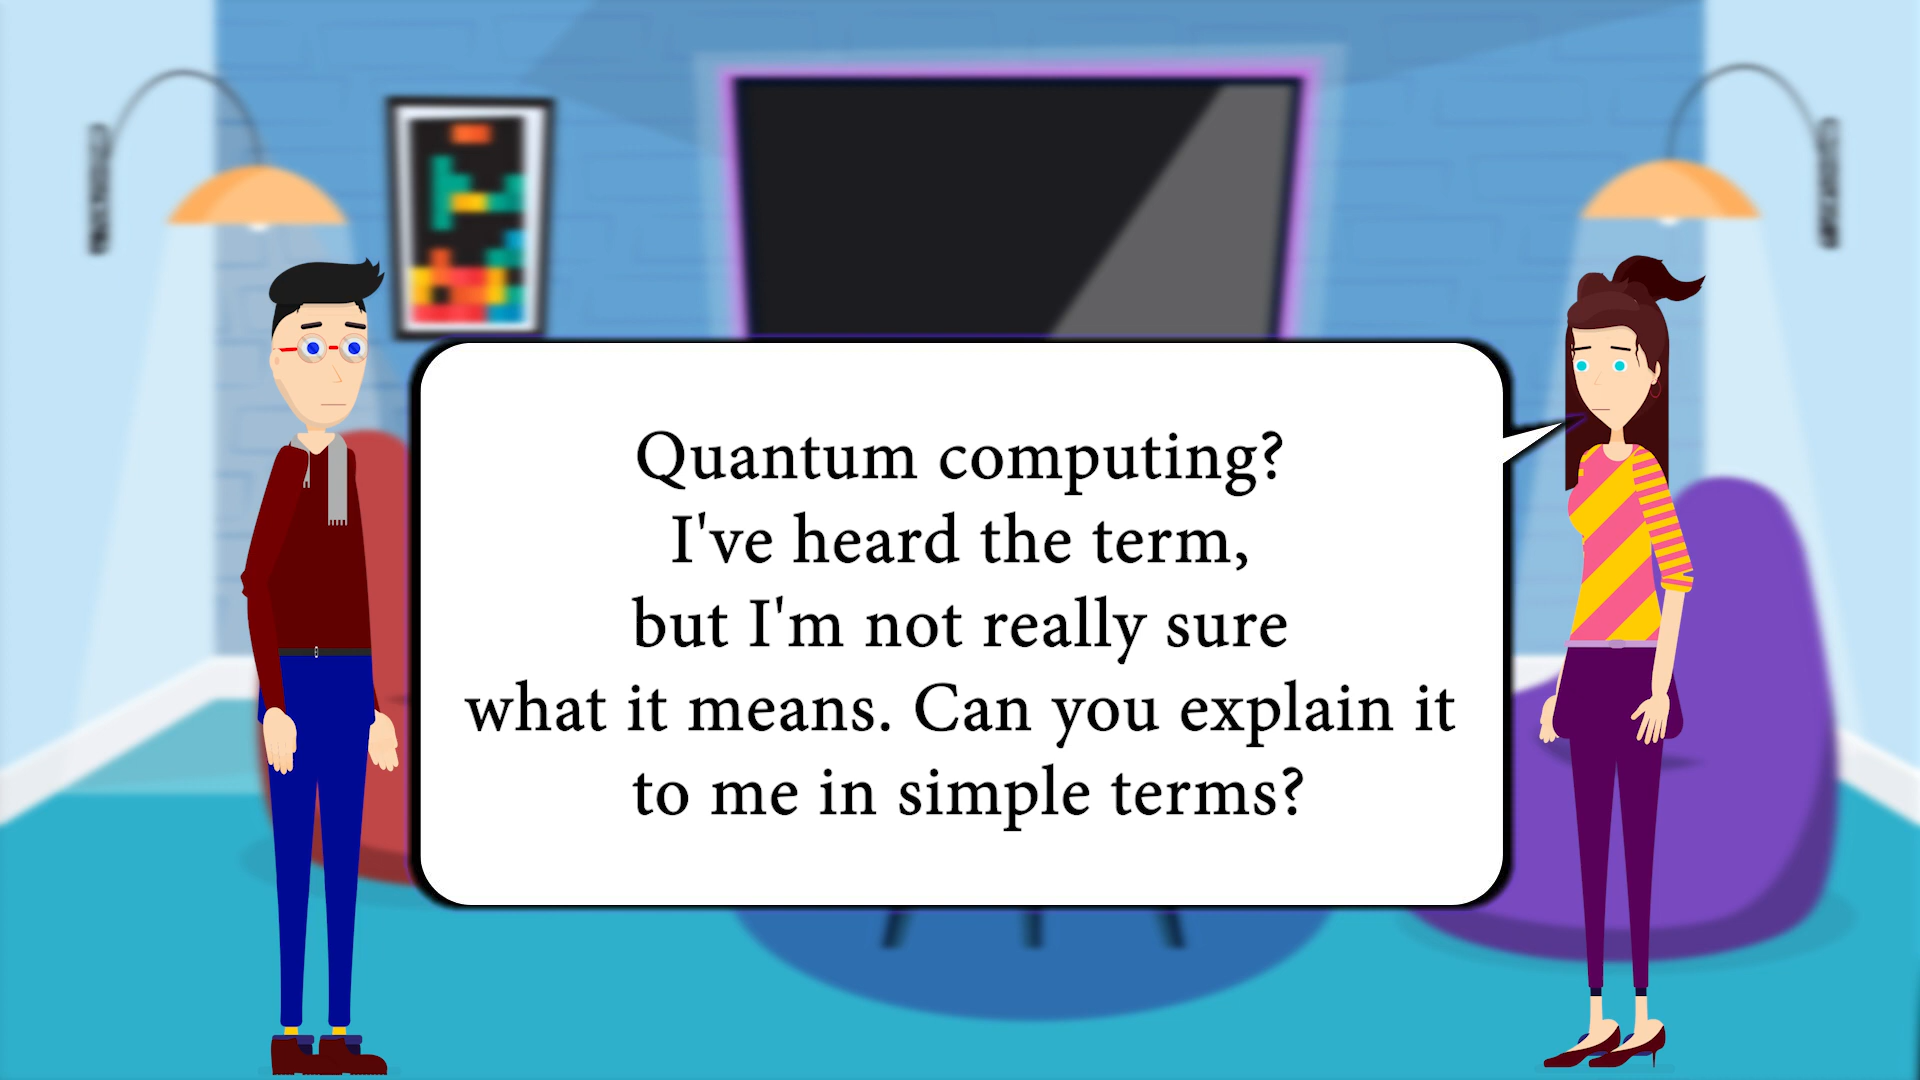 Quantum computing?
I've heard the term,
but I'm not really sure
what it means. Can you explain it
to me in simple terms?